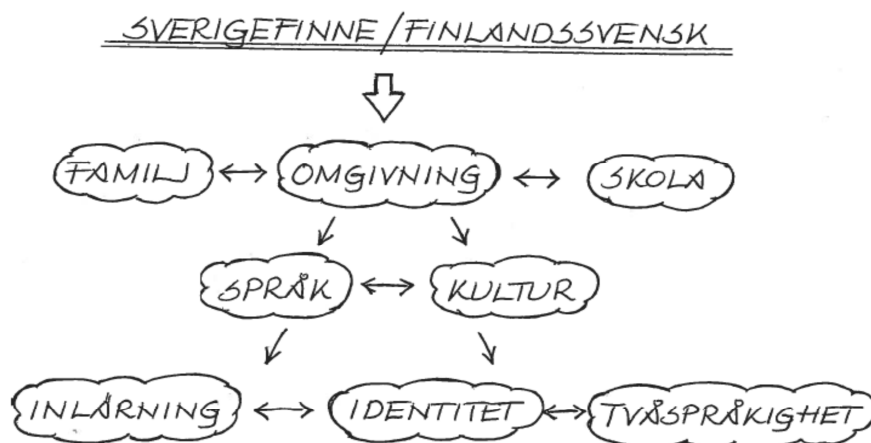 SVERIGEFINNE/FINLANDSSVENSK
FAMILJ OMGIVNING SKOLA
SPRÅK KULTUR
INLÄRNING IDENTITET TVÅSPRÅKIGHET